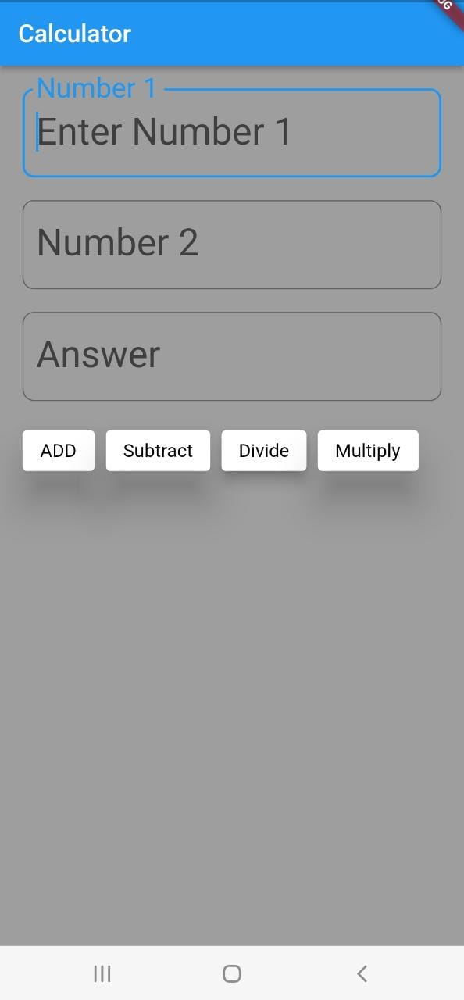 Calculator
Number 1
Enter Number 1
Number 2
Answer
ADD Subtract Divide Multiply